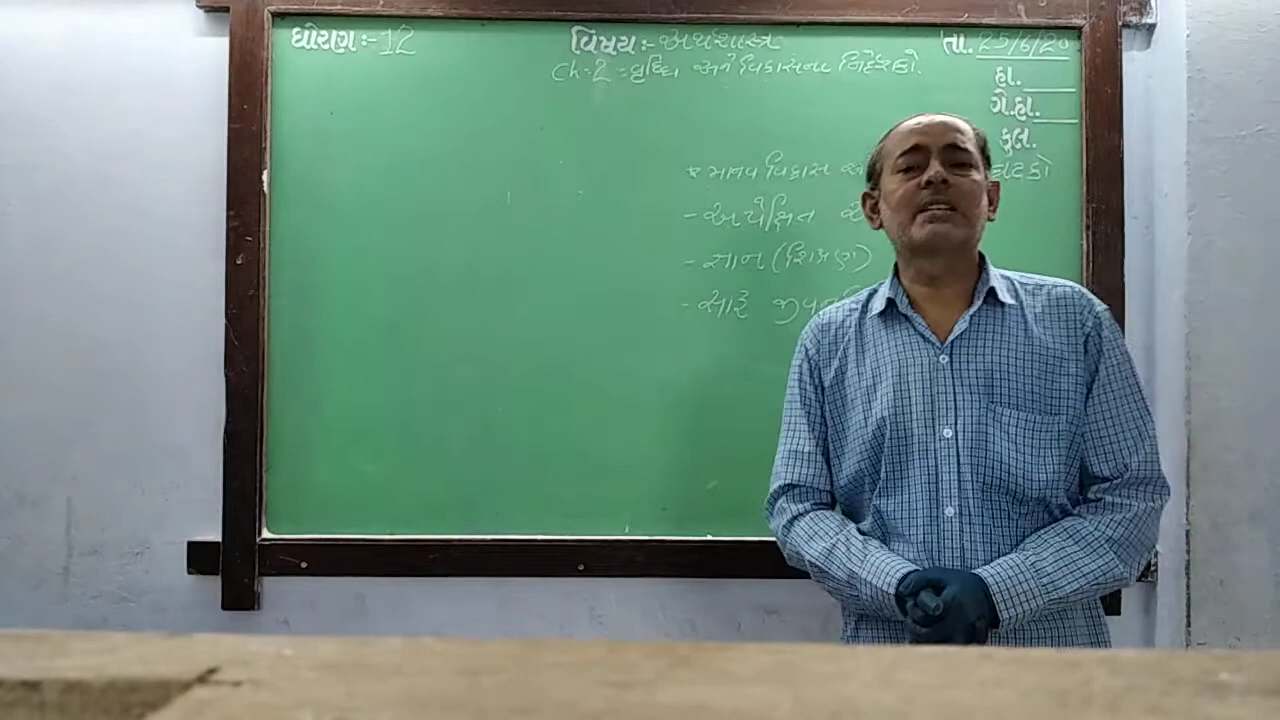 ધોરણ:- 12
વિષય:- અર્થશાસ્ત્ર
તા. 25/6/20
Ch-2 = વૃદ્ધિ અને વિકાસના નિર્દેશકો.
હા.
ગે.હા.
કુલ.
* માનવ વિકાસ
- અપેક્ષિત
- જ્ઞાન (શિક્ષણ)
- સારું